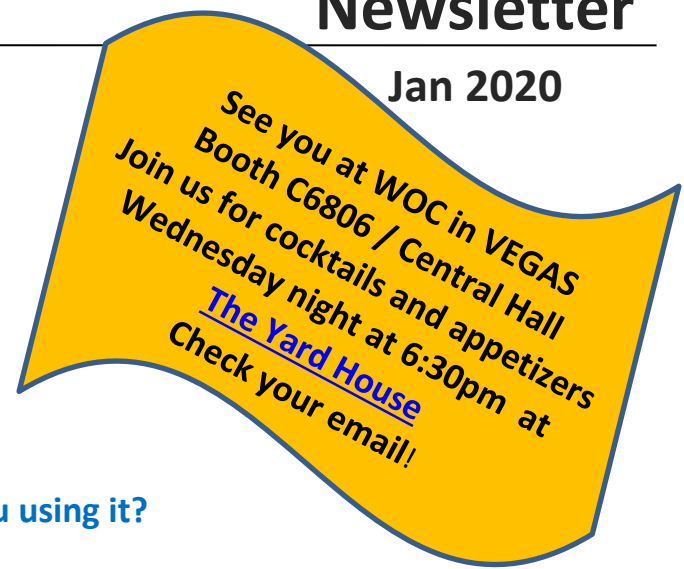 Newsletter
Jan 2020
See you at WOC in VEGAS
Booth C6806 / Central Hall
Join us for cocktails and appetizers
Wednesday night at 6:30pm at
The Yard House
Check your email!
using it?